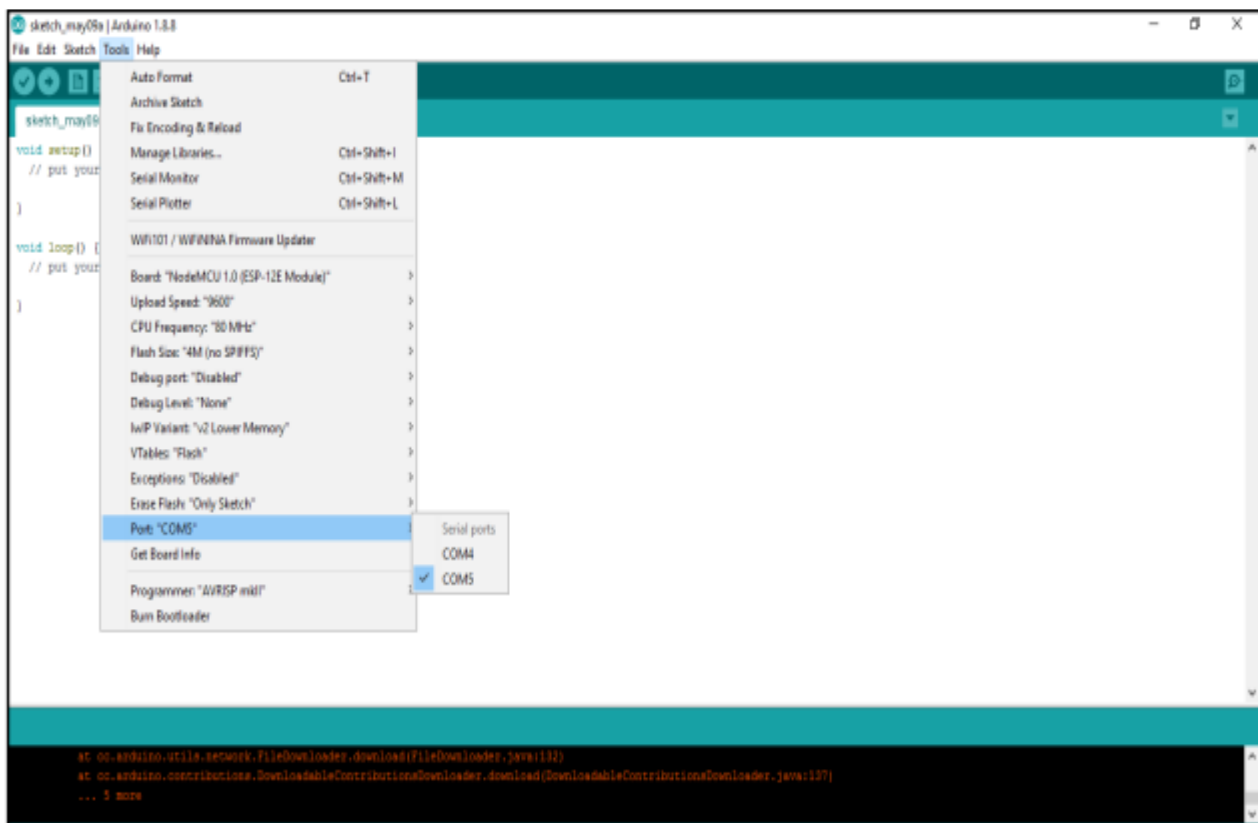 sketch_may09a | Arduino 1.8.8
File Edit Sketch Tools Help
sketch_may09
void setup()
// put your
}
void loop() {
// put your
}
Auto Format Ctrl+T
Archive Sketch
Fix Encoding & Reload
Manage Libraries... Ctrl+Shift+I
Serial Monitor Ctrl+Shift+M
Serial Plotter Ctrl+Shift+L
WiFi101 / WiFiNINA Firmware Updater
Board: "NodeMCU 1.0 (ESP-12E Module)"
Upload Speed: "9600"
CPU Frequency: "80 MHz"
Flash Size: "4M (no SPIFFS)"
Debug port: "Disabled"
Debug Level: "None"
lwIP Variant: "v2 Lower Memory"
VTables: "Flash"
Exceptions: "Disabled"
Erase Flash: "Only Sketch"
Port: "COM5"
Get Board Info
Programmer: "AVRISP mkII"
Burn Bootloader
Serial ports
COM4
COM5
at cc.arduino.utils.network.FileDownloader.download(FileDownloader.java:132)
at cc.arduino.contributions.DownloadableContributionsDownloader.download(DownloadableContributionsDownloader.java:137)
... 5 more